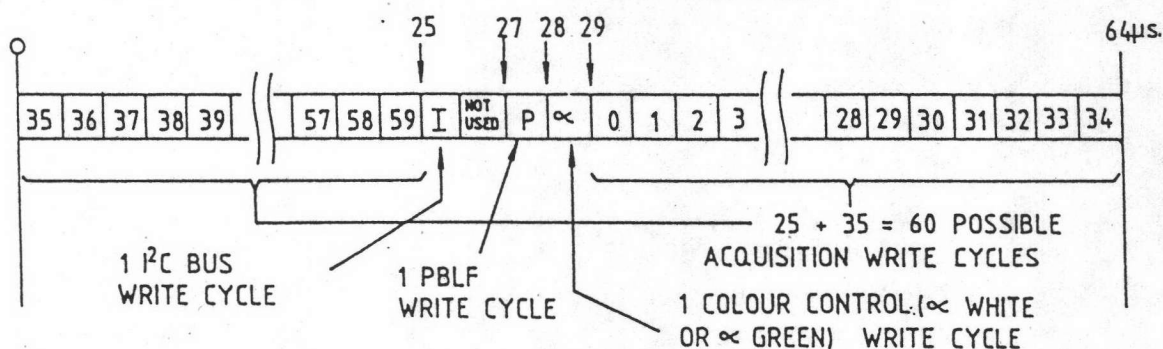 25 27 28 29 64µs.
35 36 37 38 39 57 58 59 I NOT USED P ∝ 0 1 2 3 28 29 30 31 32 33 34
25 + 35 = 60 POSSIBLE
ACQUISITION WRITE CYCLES
1 I²C BUS
WRITE CYCLE
1 PBLF
WRITE CYCLE
1 COLOUR CONTROL.(∝ WHITE
OR ∝ GREEN) WRITE CYCLE